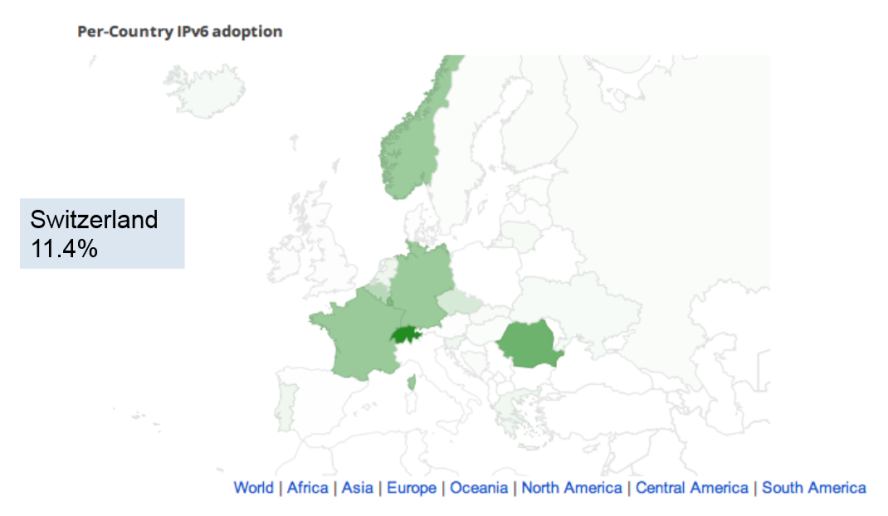 Per-Country IPv6 adoption
Switzerland
11.4%
World | Africa | Asia | Europe | Oceania | North America | Central America | South America